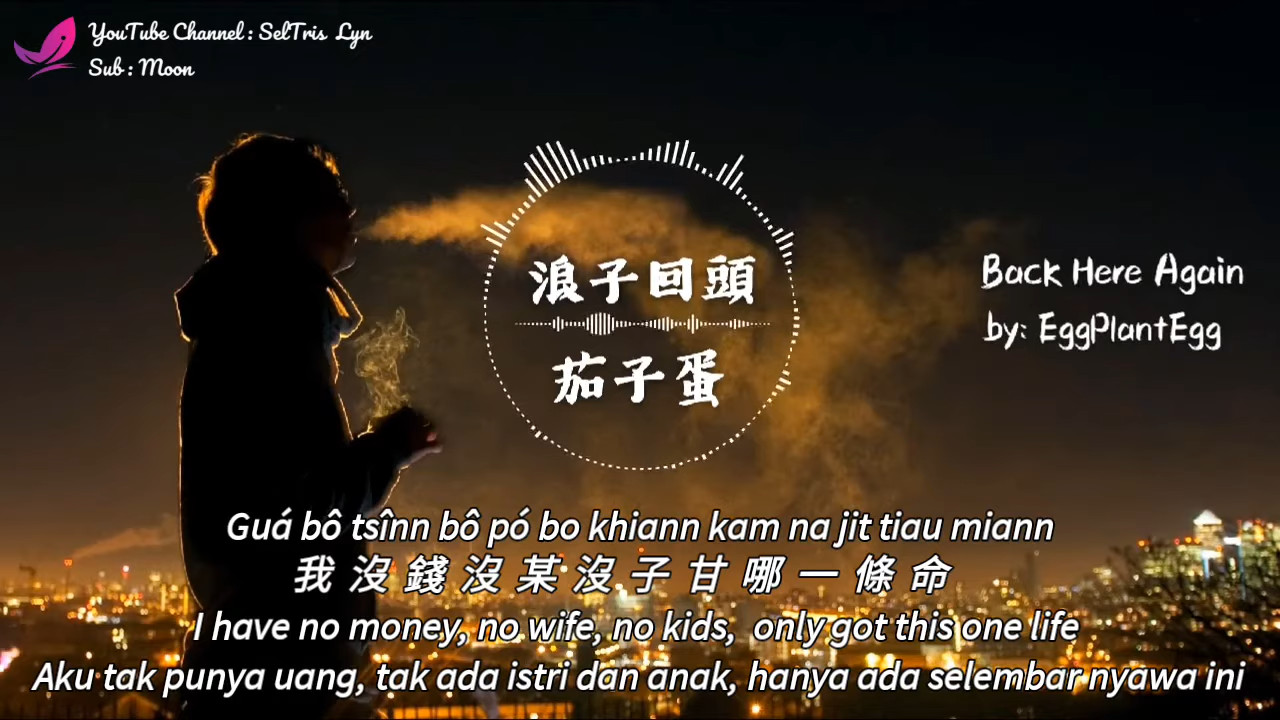 YouTube Channel : SelTris Lyn
Sub : Moon
浪子回頭
茄子蛋
Back Here Again
by: EggPlantEgg
Guá bô tsînn bô pó bo khiann kam na jit tiau miann
我沒錢沒某沒子甘哪一條命
I have no money, no wife, no kids, only got this one life
Aku tak punya uang, tak ada istri dan anak, hanya ada selembar nyawa ini